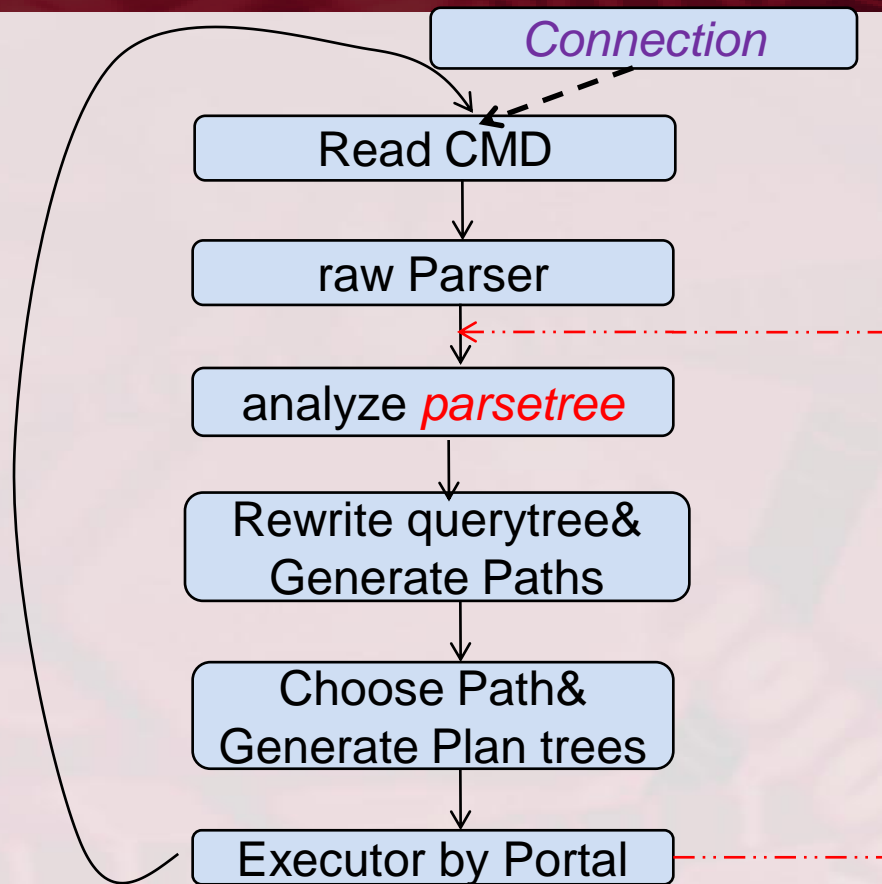 Connection
Read CMD
raw Parser
analyze parsetree
Rewrite querytree&
Generate Paths
Choose Path&
Generate Plan trees
Executor by Portal